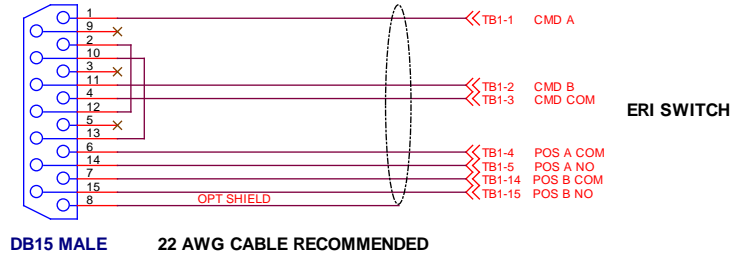 1 TB1-1 CMD A
9
2
10
3
11 TB1-2 CMD B
4 TB1-3 CMD COM
12
5
13
ERI SWITCH
6 TB1-4 POS A COM
14 TB1-5 POS A NO
7 TB1-14 POS B COM
15 TB1-15 POS B NO
8 OPT SHIELD
DB15 MALE 22 AWG CABLE RECOMMENDED